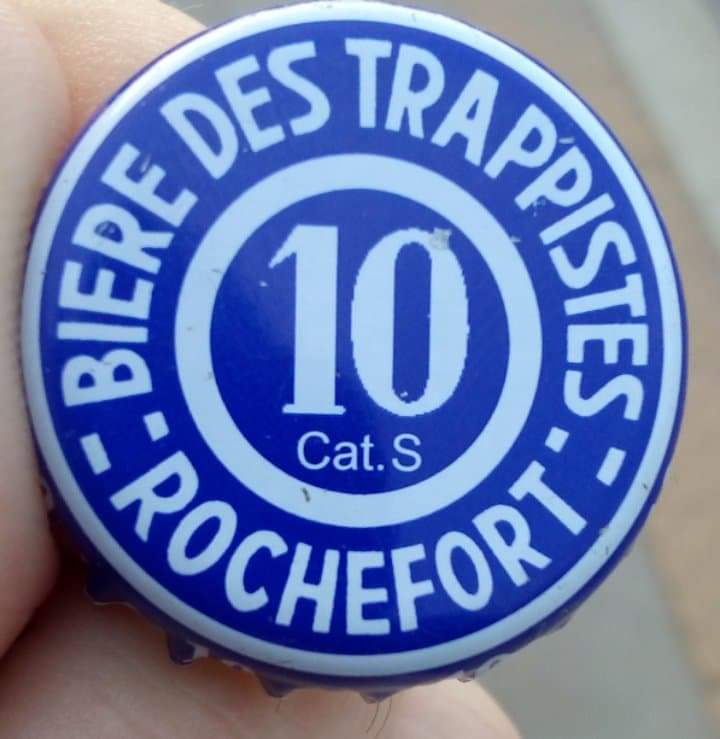 BIERE DES TRAPPISTES
10
Cat. S
- ROCHEFORT -